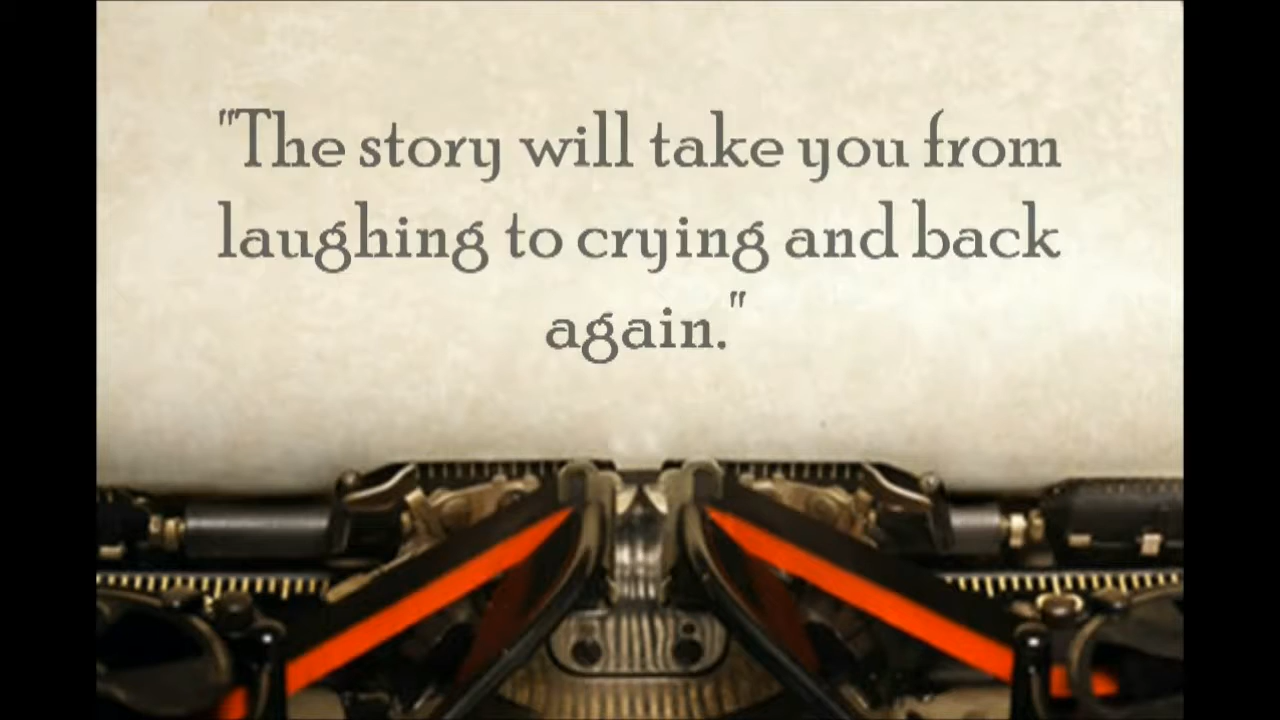 "The story will take you from
laughing to crying and back
again."